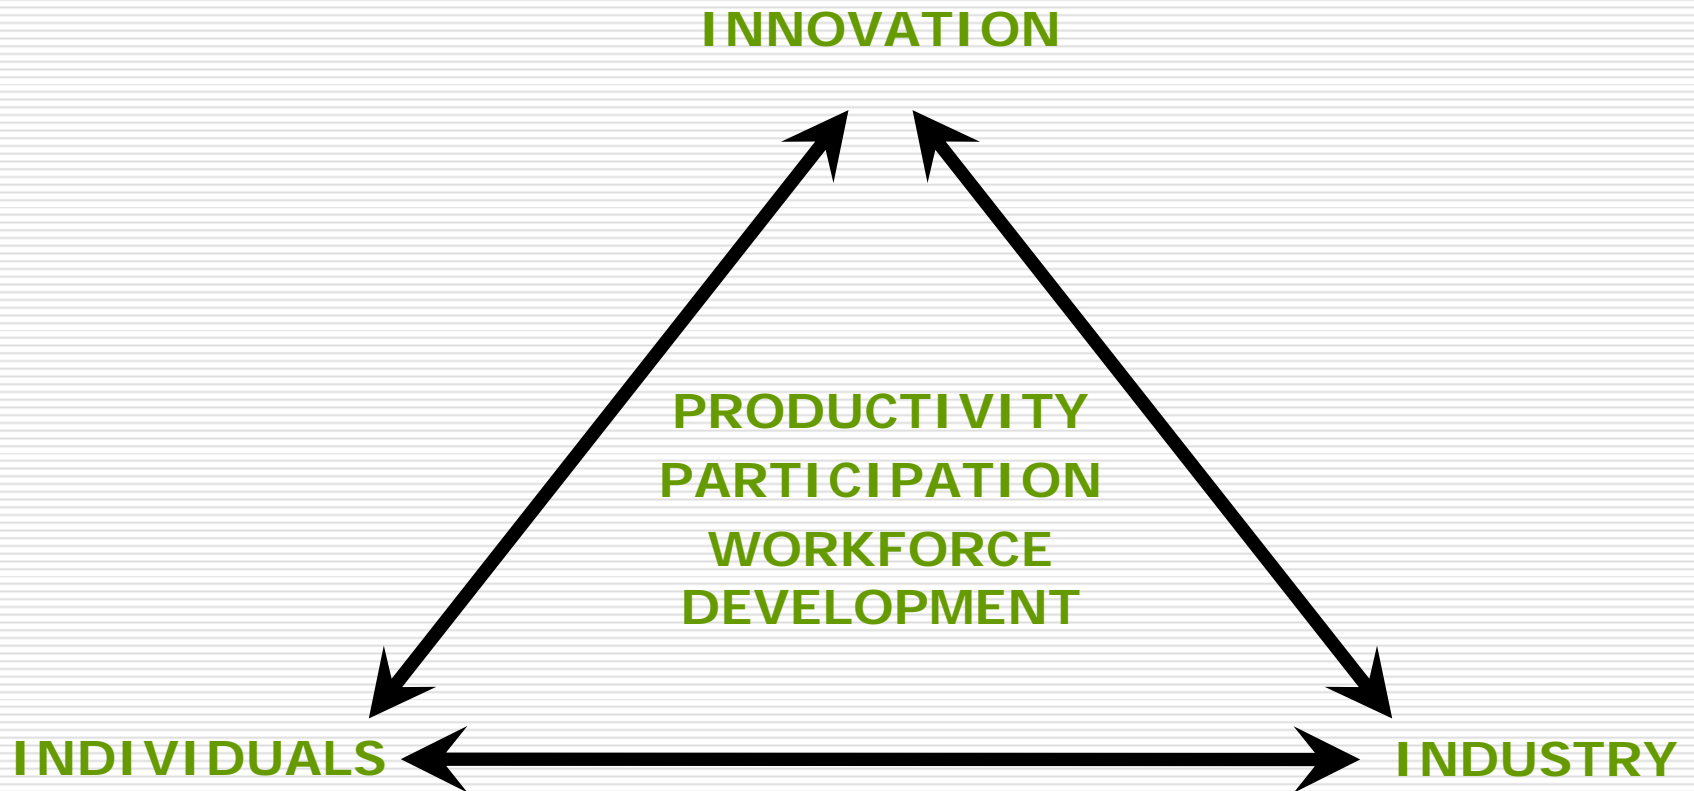 INNOVATION
PRODUCTIVITY
PARTICIPATION
WORKFORCE
DEVELOPMENT
INDIVIDUALS
INDUSTRY